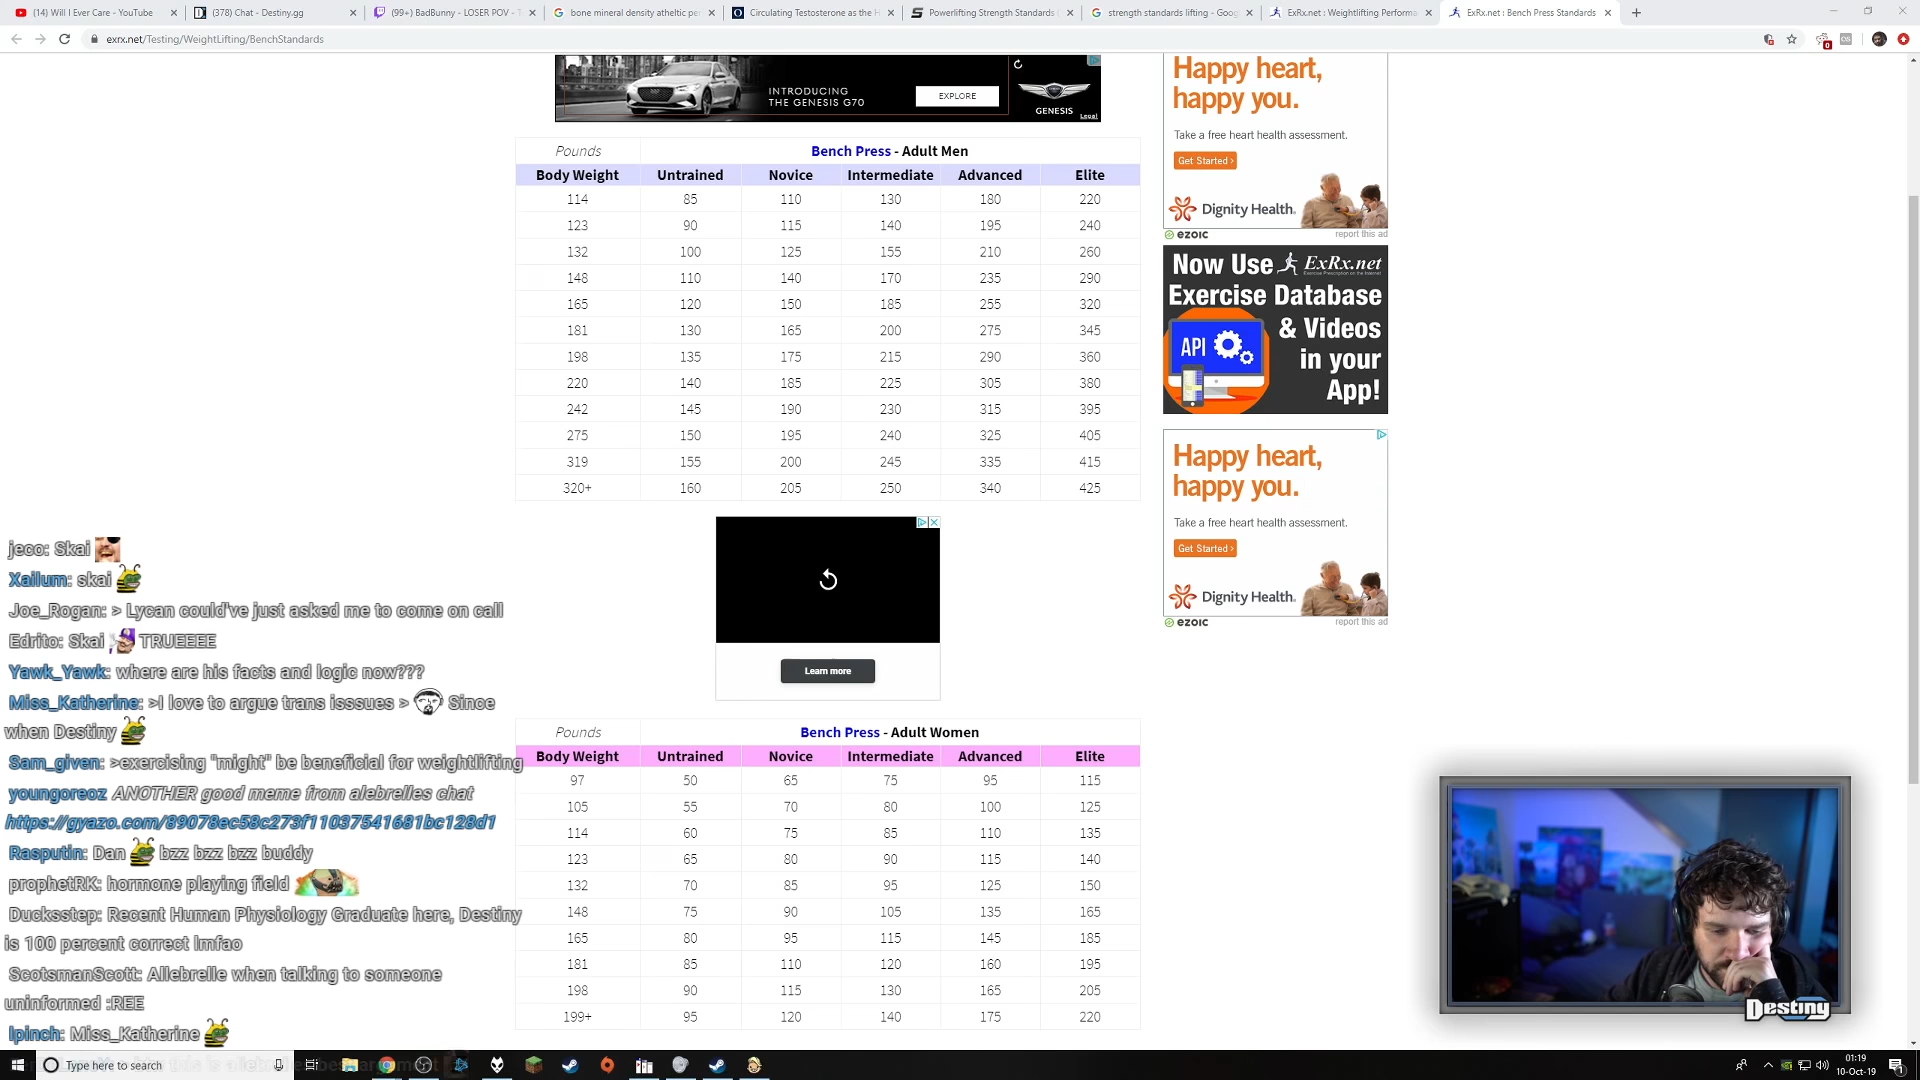 (14) Will I Ever Care - YouTube
(378) Chat - Destiny.gg
(99+) BadBunny - LOSER POV - T
bone mineral density atheltic per
Circulating Testosterone as the H
Powerlifting Strength Standards (
strength standards lifting - Goog
ExRx.net : Weightlifting Performa
ExRx.net : Bench Press Standards
exrx.net/Testing/WeightLifting/BenchStandards
INTRODUCING
THE GENESIS G70
EXPLORE
GENESIS
Legal
Happy heart,
happy you.
Take a free heart health assessment.
Get Started ›
Dignity Health.
ezoic
report this ad
Now Use ExRx.net
Exercise Prescription on the Internet
Exercise Database
& Videos
in your
App!
API
Happy heart,
happy you.
Take a free heart health assessment.
Get Started ›
Dignity Health.
ezoic
report this ad
Pounds Bench Press - Adult Men
Body Weight Untrained Novice Intermediate Advanced Elite
114 85 110 130 180 220
123 90 115 140 195 240
132 100 125 155 210 260
148 110 140 170 235 290
165 120 150 185 255 320
181 130 165 200 275 345
198 135 175 215 290 360
220 140 185 225 305 380
242 145 190 230 315 395
275 150 195 240 325 405
319 155 200 245 335 415
320+ 160 205 250 340 425
Learn more
Pounds Bench Press - Adult Women
Body Weight Untrained Novice Intermediate Advanced Elite
97 50 65 75 95 115
105 55 70 80 100 125
114 60 75 85 110 135
123 65 80 90 115 140
132 70 85 95 125 150
148 75 90 105 135 165
165 80 95 115 145 185
181 85 110 120 160 195
198 90 115 130 165 205
199+ 95 120 140 175 220
jeco: Skai
Xailum: skai
Joe_Rogan: > Lycan could've just asked me to come on call
Edrito: Skai TRUEEEE
Yawk_Yawk: where are his facts and logic now???
Miss_Katherine: >I love to argue trans isssues > Since
when Destiny
Sam_given: >exercising "might" be beneficial for weightlifting
youngoreoz ANOTHER good meme from alebrelles chat
https://gyazo.com/89078ec58c273f11037541681bc128d1
Rasputin: Dan bzz bzz bzz buddy
prophetRK: hormone playing field
Ducksstep: Recent Human Physiology Graduate here, Destiny
is 100 percent correct lmfao
ScotsmanScott: Allebrelle when talking to someone
uninformed :REE
Ipinch: Miss_Katherine
Destiny
Type here to search
01:19
10-Oct-19